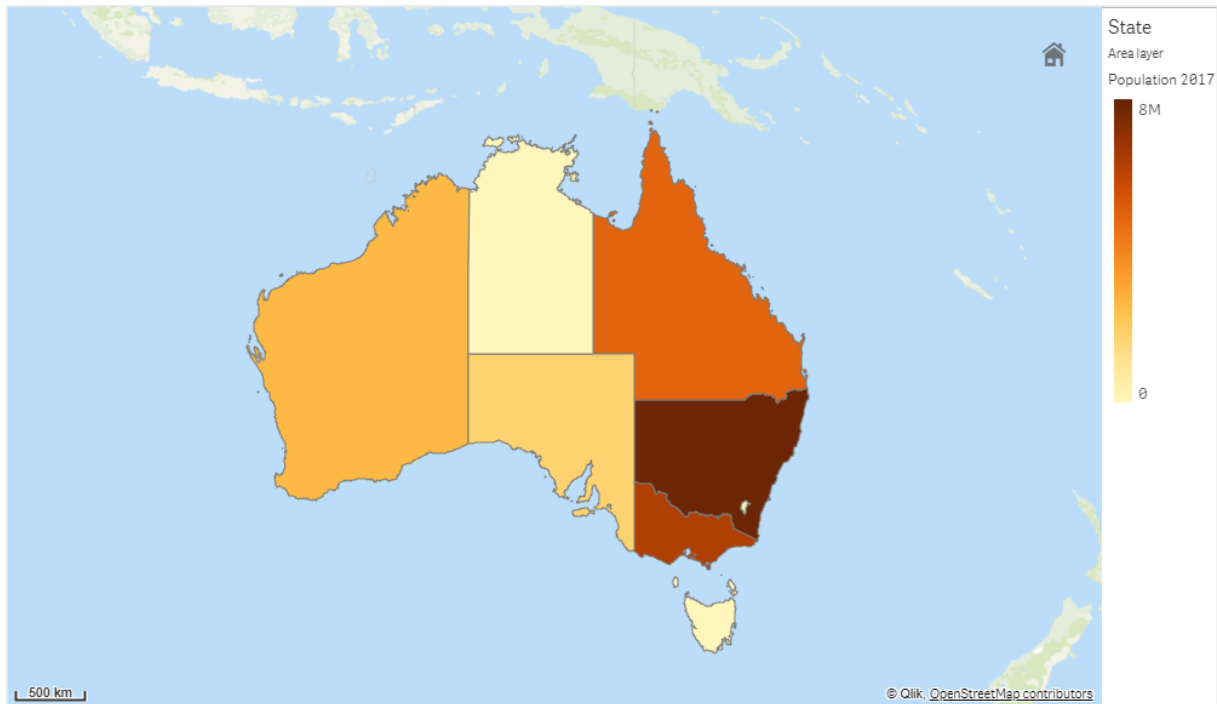 State
Area layer
Population 2017
8M
0
500 km
© Qlik, OpenStreetMap contributors